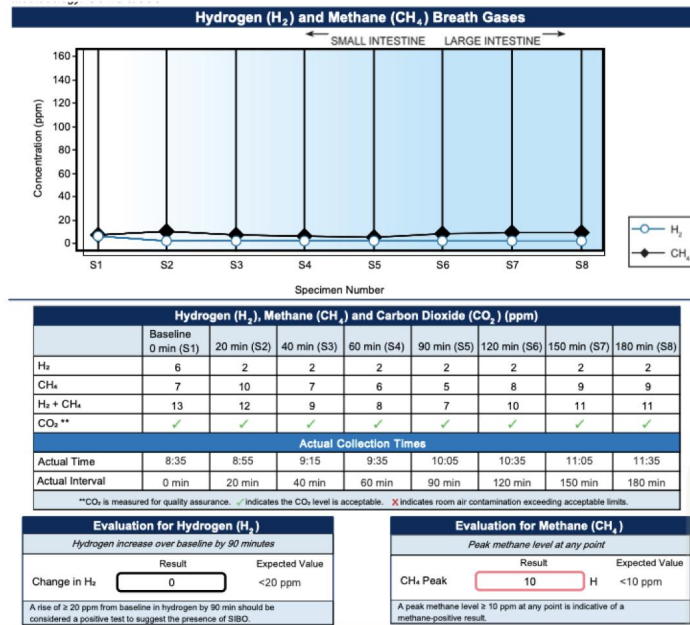 Hydrogen (H₂) and Methane (CH₄) Breath Gases
SMALL INTESTINE LARGE INTESTINE
Concentration (ppm)
160
140
120
100
80
60
40
20
0
S1 S2 S3 S4 S5 S6 S7 S8
Specimen Number
H₂
CH₄
Hydrogen (H₂), Methane (CH₄) and Carbon Dioxide (CO₂) (ppm)
Baseline
0 min (S1) 20 min (S2) 40 min (S3) 60 min (S4) 90 min (S5) 120 min (S6) 150 min (S7) 180 min (S8)
H₂ 6 2 2 2 2 2 2 2
CH₄ 7 10 7 6 5 8 9 9
H₂ + CH₄ 13 12 9 8 7 10 11 11
CO₂ ** ✓ ✓ ✓ ✓ ✓ ✓ ✓ ✓
Actual Collection Times
Actual Time 8:35 8:55 9:15 9:35 10:05 10:35 11:05 11:35
Actual Interval 0 min 20 min 40 min 60 min 90 min 120 min 150 min 180 min
**CO₂ is measured for quality assurance. ✓ indicates the CO₂ level is acceptable. X indicates room air contamination exceeding acceptable limits.
Evaluation for Hydrogen (H₂)
Hydrogen increase over baseline by 90 minutes
Result Expected Value
Change in H₂ 0 <20 ppm
A rise of ≥ 20 ppm from baseline in hydrogen by 90 min should be
considered a positive test to suggest the presence of SIBO.
Evaluation for Methane (CH₄)
Peak methane level at any point
Result Expected Value
CH₄ Peak 10 H <10 ppm
A peak methane level ≥ 10 ppm at any point is indicative of a
methane-positive result.